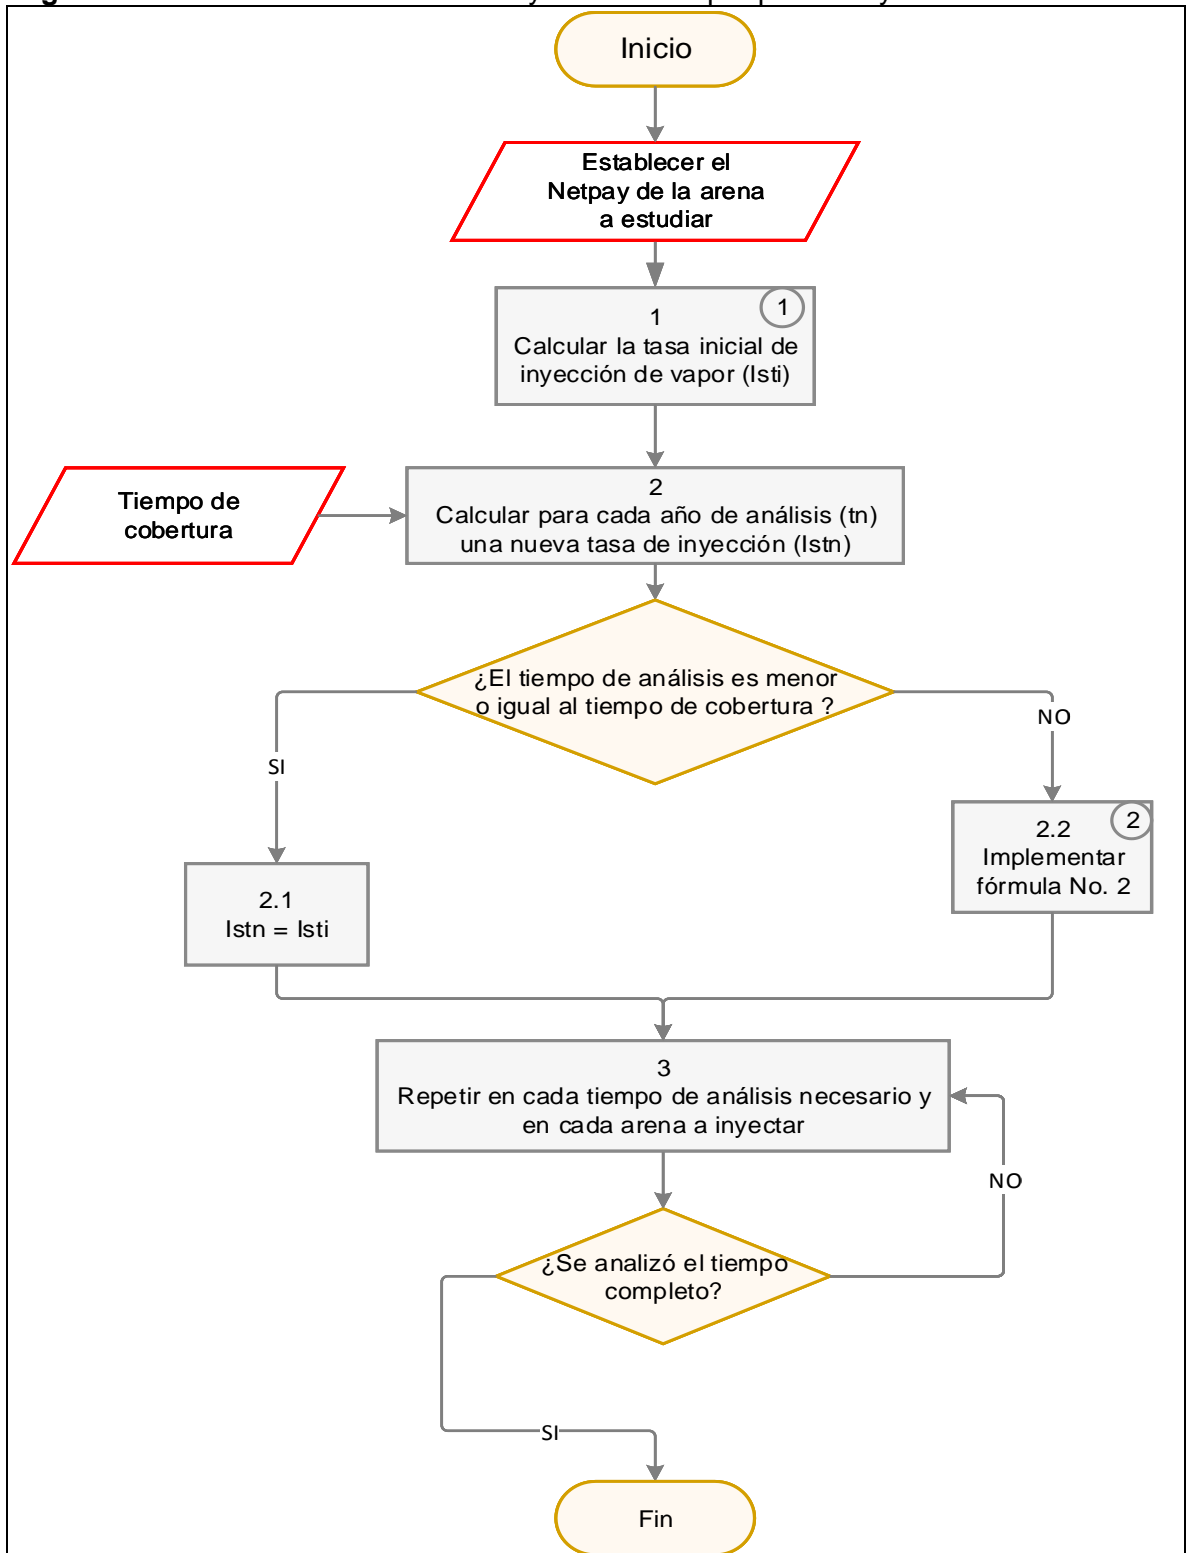 Inicio
Establecer el
Netpay de la arena
a estudiar
1
1
Calcular la tasa inicial de
inyección de vapor (Isti)
Tiempo de
cobertura
2
Calcular para cada año de análisis (tn)
una nueva tasa de inyección (Istn)
¿El tiempo de análisis es menor
o igual al tiempo de cobertura ?
SI
NO
2.1
Istn = Isti
2.2
2
Implementar
fórmula No. 2
3
Repetir en cada tiempo de análisis necesario y
en cada arena a inyectar
NO
¿Se analizó el tiempo
completo?
SI
Fin